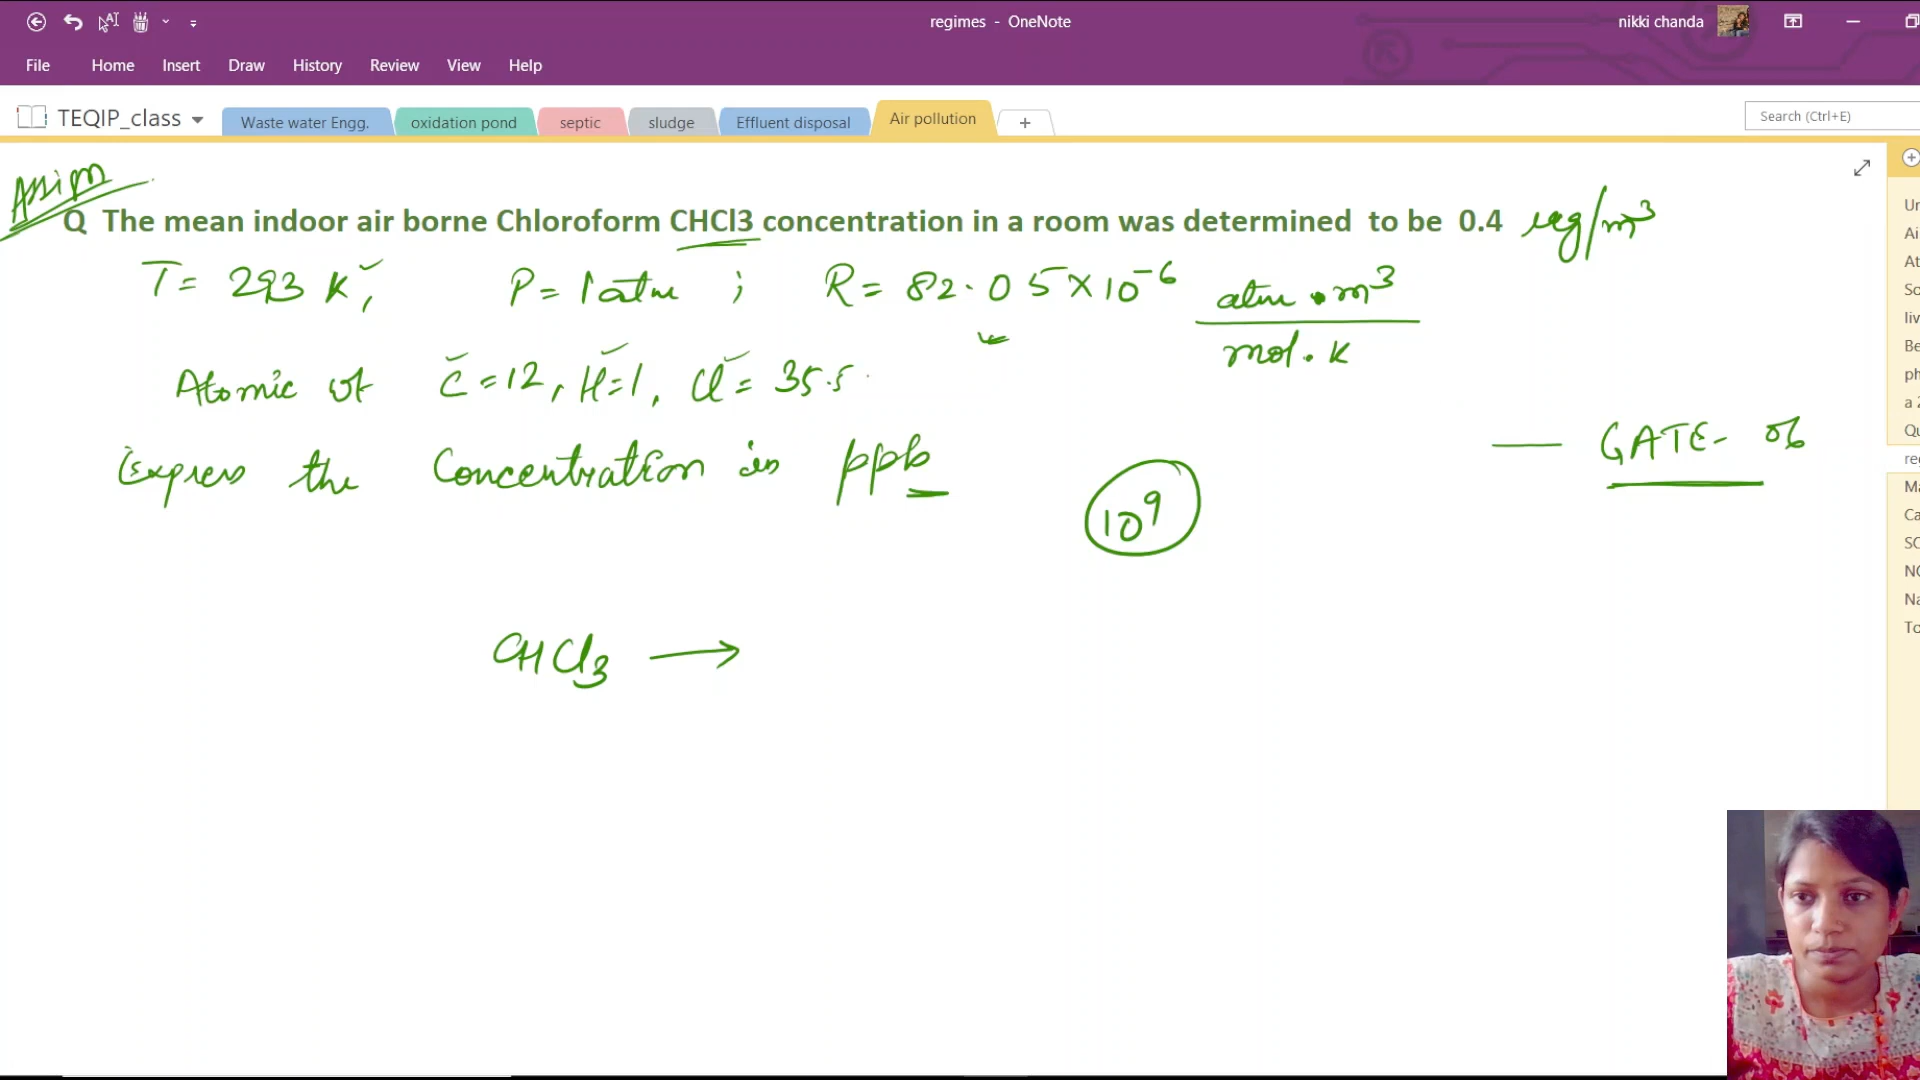 regimes - OneNote
nikki chanda
File Home Insert Draw History Review View Help
TEQIP_class
Waste water Engg. oxidation pond septic sludge Effluent disposal Air pollution +
Search (Ctrl+E)
Q The mean indoor air borne Chloroform CHCl3 concentration in a room was determined to be 0.4 µg/m³
T = 293 K, P = 1 atm ; R = 82.05 × 10⁻⁶ atm . m³
mol . K
Atomic wt C = 12, H = 1, Cl = 35.5
Express the Concentration in ppb
— GATE - 06
10⁹
CHCl₃ →